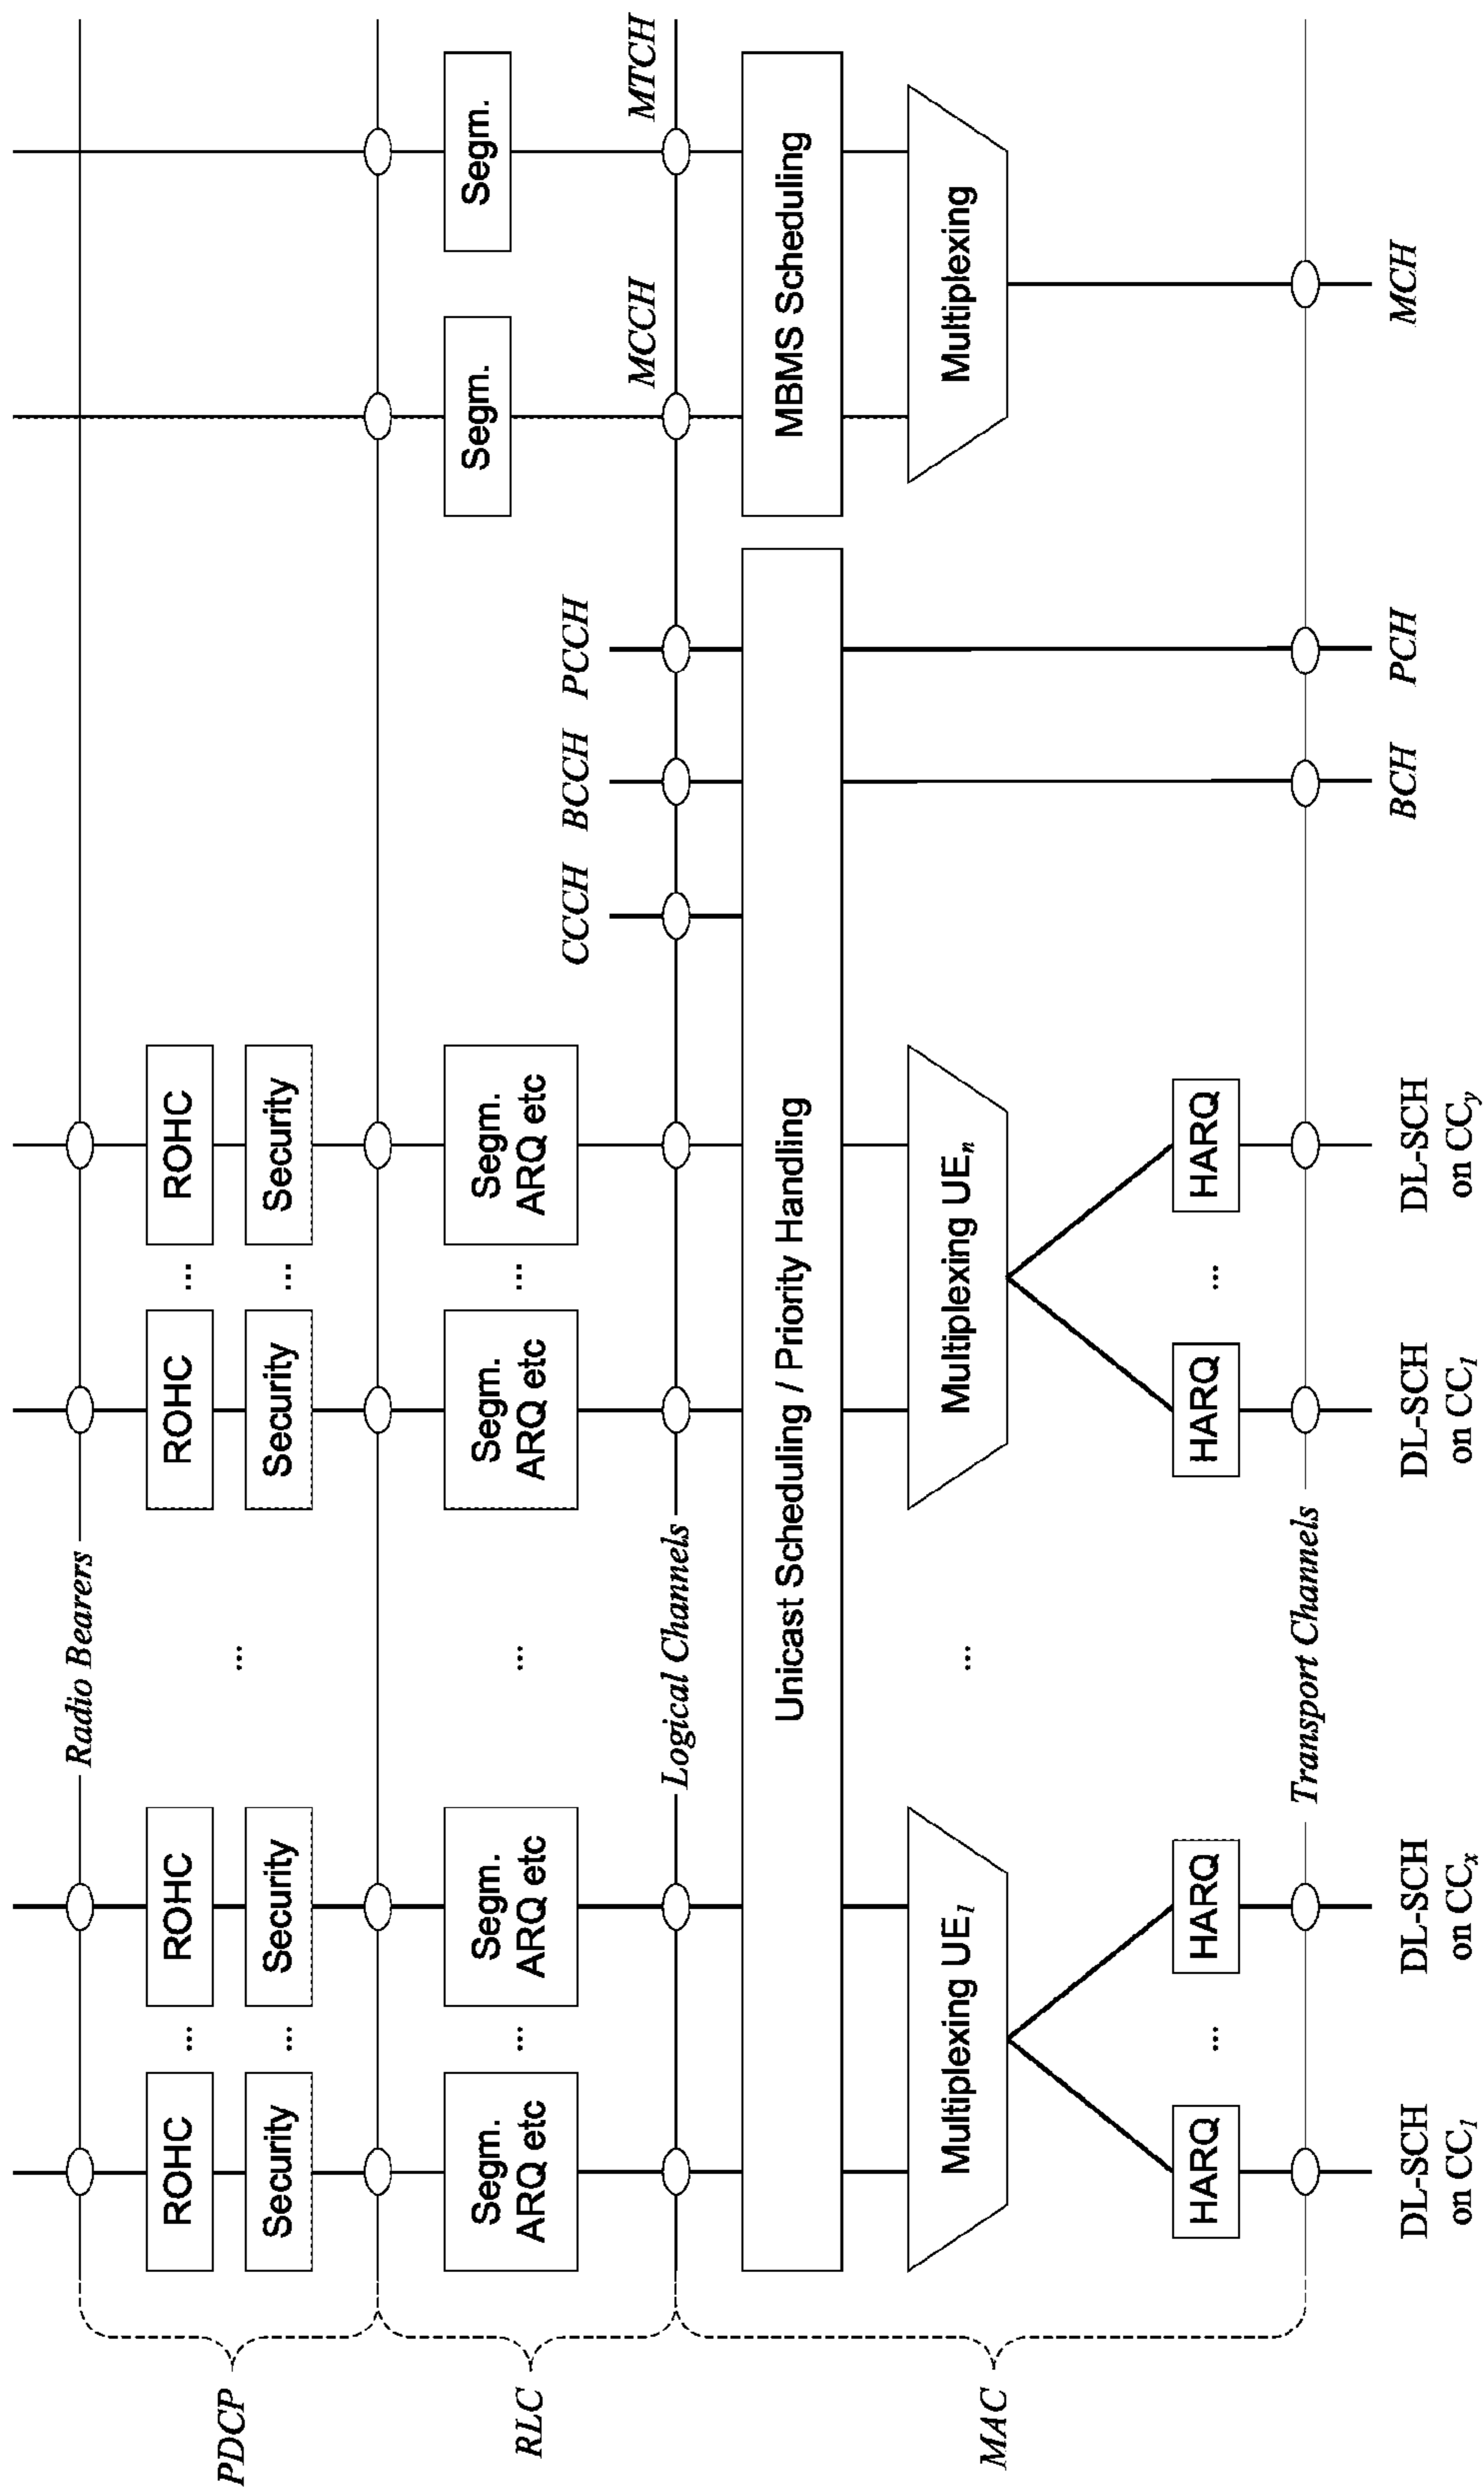 Radio Bearers
PDCP
ROHC
...
ROHC
ROHC
...
ROHC
...
Security
...
Security
Security
...
Security
RLC
Segm.
ARQ etc
...
Segm.
ARQ etc
...
Segm.
ARQ etc
...
Segm.
ARQ etc
Segm.
Segm.
CCCH
BCCH
PCCH
MCCH
MTCH
Logical Channels
MAC
Unicast Scheduling / Priority Handling
MBMS Scheduling
Multiplexing UE1
...
Multiplexing UEn
Multiplexing
HARQ
...
HARQ
HARQ
...
HARQ
Transport Channels
DL-SCH
on CC1
DL-SCH
on CCx
DL-SCH
on CC1
DL-SCH
on CCy
BCH
PCH
MCH